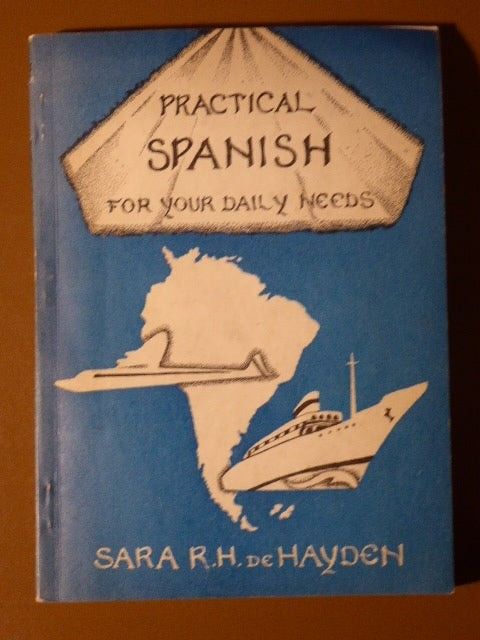 PRACTICAL
SPANISH
FOR YOUR DAILY NEEDS
SARA R.H. de HAYDEN